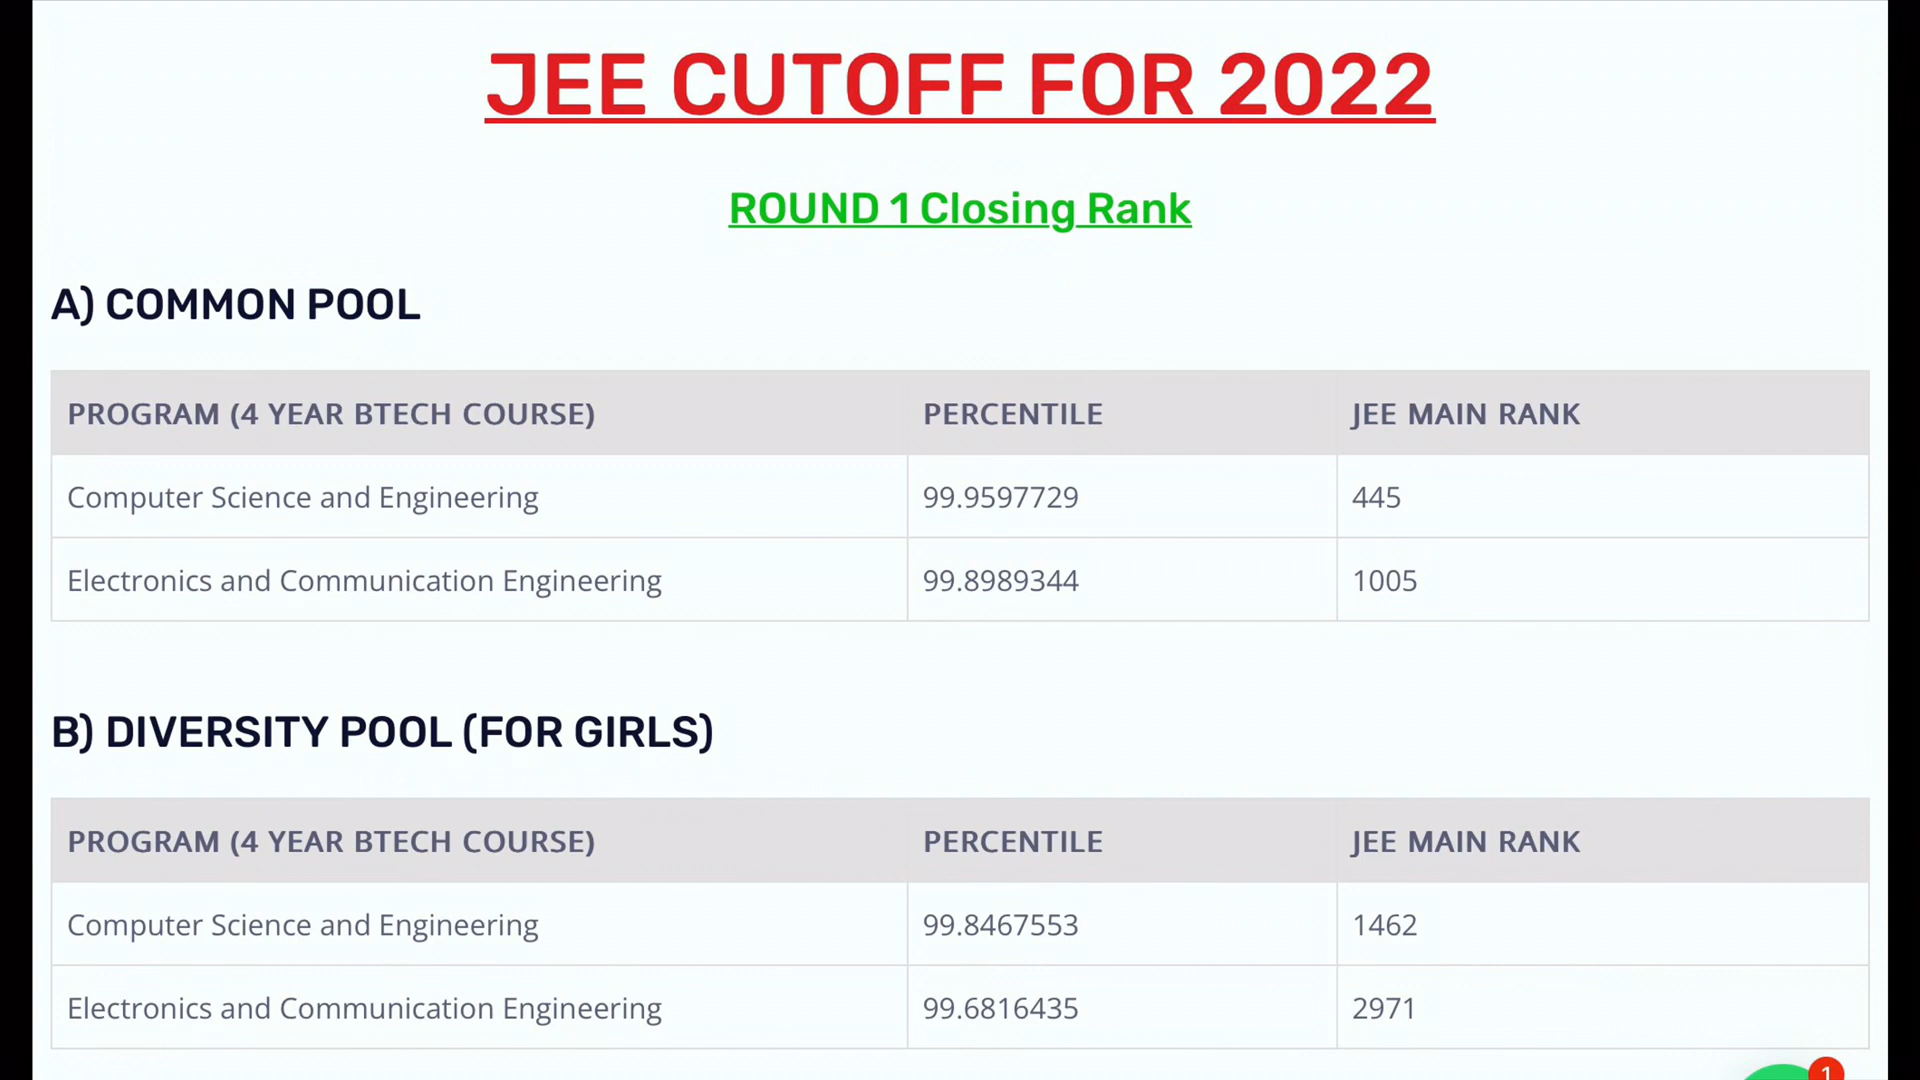 JEE CUTOFF FOR 2022
ROUND 1 Closing Rank
A) COMMON POOL
PROGRAM (4 YEAR BTECH COURSE) PERCENTILE JEE MAIN RANK
Computer Science and Engineering 99.9597729 445
Electronics and Communication Engineering 99.8989344 1005
B) DIVERSITY POOL (FOR GIRLS)
PROGRAM (4 YEAR BTECH COURSE) PERCENTILE JEE MAIN RANK
Computer Science and Engineering 99.8467553 1462
Electronics and Communication Engineering 99.6816435 2971
1